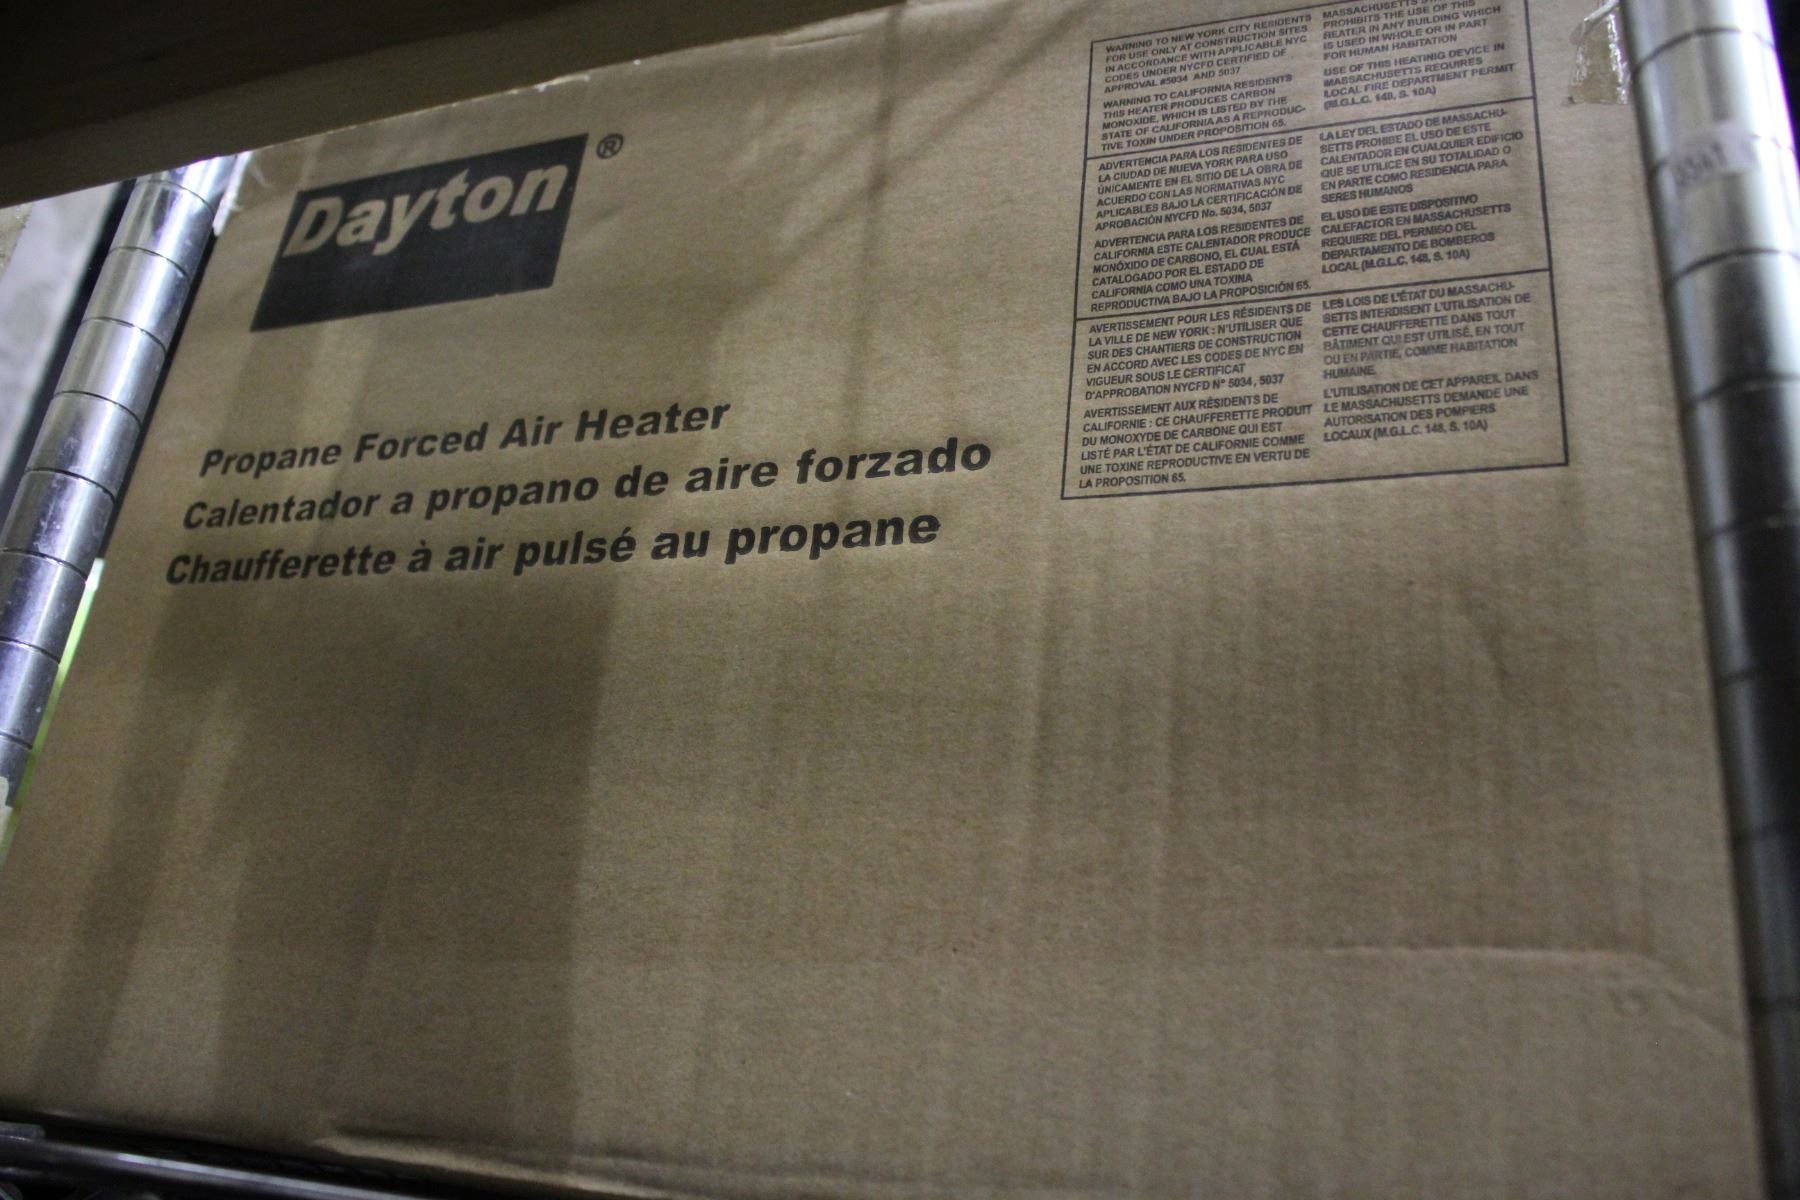 Dayton®
Propane Forced Air Heater
Calentador a propano de aire forzado
Chaufferette à air pulsé au propane
WARNING TO NEW YORK CITY RESIDENTS
FOR USE ONLY AT CONSTRUCTION SITES
IN ACCORDANCE WITH APPLICABLE NYC
CODES UNDER NYCFD CERTIFIED OF
APPROVAL #5034 AND 5037
WARNING TO CALIFORNIA RESIDENTS
THIS HEATER PRODUCES CARBON
MONOXIDE, WHICH IS LISTED BY THE
STATE OF CALIFORNIA AS A REPRODUC-
TIVE TOXIN UNDER PROPOSITION 65.
MASSACHUSETTS
PROHIBITS THE USE OF THIS
HEATER IN ANY BUILDING WHICH
IS USED IN WHOLE OR IN PART
FOR HUMAN HABITATION
USE OF THIS HEATINIG DEVICE IN
MASSACHUSETTS REQUIRES
LOCAL FIRE DEPARTMENT PERMIT
(M.G.L.C. 148, S. 10A)
ADVERTENCIA PARA LOS RESIDENTES DE
LA CIUDAD DE NUEVA YORK PARA USO
ÚNICAMENTE EN EL SITIO DE LA OBRA DE
ACUERDO CON LAS NORMATIVAS NYC
APLICABLES BAJO LA CERTIFICACIÓN DE
APROBACIÓN NYCFD No. 5034, 5037
ADVERTENCIA PARA LOS RESIDENTES DE
CALIFORNIA ESTE CALENTADOR PRODUCE
MONÓXIDO DE CARBONO, EL CUAL ESTÁ
CATALOGADO POR EL ESTADO DE
CALIFORNIA COMO UNA TOXINA
REPRODUCTIVA BAJO LA PROPOSICIÓN 65.
LA LEY DEL ESTADO DE MASSACHU-
SETTS PROHIBE EL USO DE ESTE
CALENTADOR EN CUALQUIER EDIFICIO
QUE SE UTILICE EN SU TOTALIDAD O
EN PARTE COMO RESIDENCIA PARA
SERES HUMANOS
EL USO DE ESTE DISPOSITIVO
CALEFACTOR EN MASSACHUSETTS
REQUIERE DEL PERMISO DEL
DEPARTAMENTO DE BOMBEROS
LOCAL (M.G.L.C. 148, S. 10A)
AVERTISSEMENT POUR LES RÉSIDENTS DE
LA VILLE DE NEW YORK : N'UTILISER QUE
SUR DES CHANTIERS DE CONSTRUCTION
EN ACCORD AVEC LES CODES DE NYC EN
VIGUEUR SOUS LE CERTIFICAT
D'APPROBATION NYCFD N° 5034, 5037
AVERTISSEMENT AUX RÉSIDENTS DE
CALIFORNIE : CE CHAUFFERETTE PRODUIT
DU MONOXYDE DE CARBONE QUI EST
LISTÉ PAR L'ÉTAT DE CALIFORNIE COMME
UNE TOXINE REPRODUCTIVE EN VERTU DE
LA PROPOSITION 65.
LES LOIS DE L'ÉTAT DU MASSACHU-
SETTS INTERDISENT L'UTILISATION DE
CETTE CHAUFFERETTE DANS TOUT
BÂTIMENT QUI EST UTILISÉ, EN TOUT
OU EN PARTIE, COMME HABITATION
HUMAINE.
L'UTILISATION DE CET APPAREIL DANS
LE MASSACHUSETTS DEMANDE UNE
AUTORISATION DES POMPIERS
LOCAUX (M.G.L.C. 148, S. 10A)